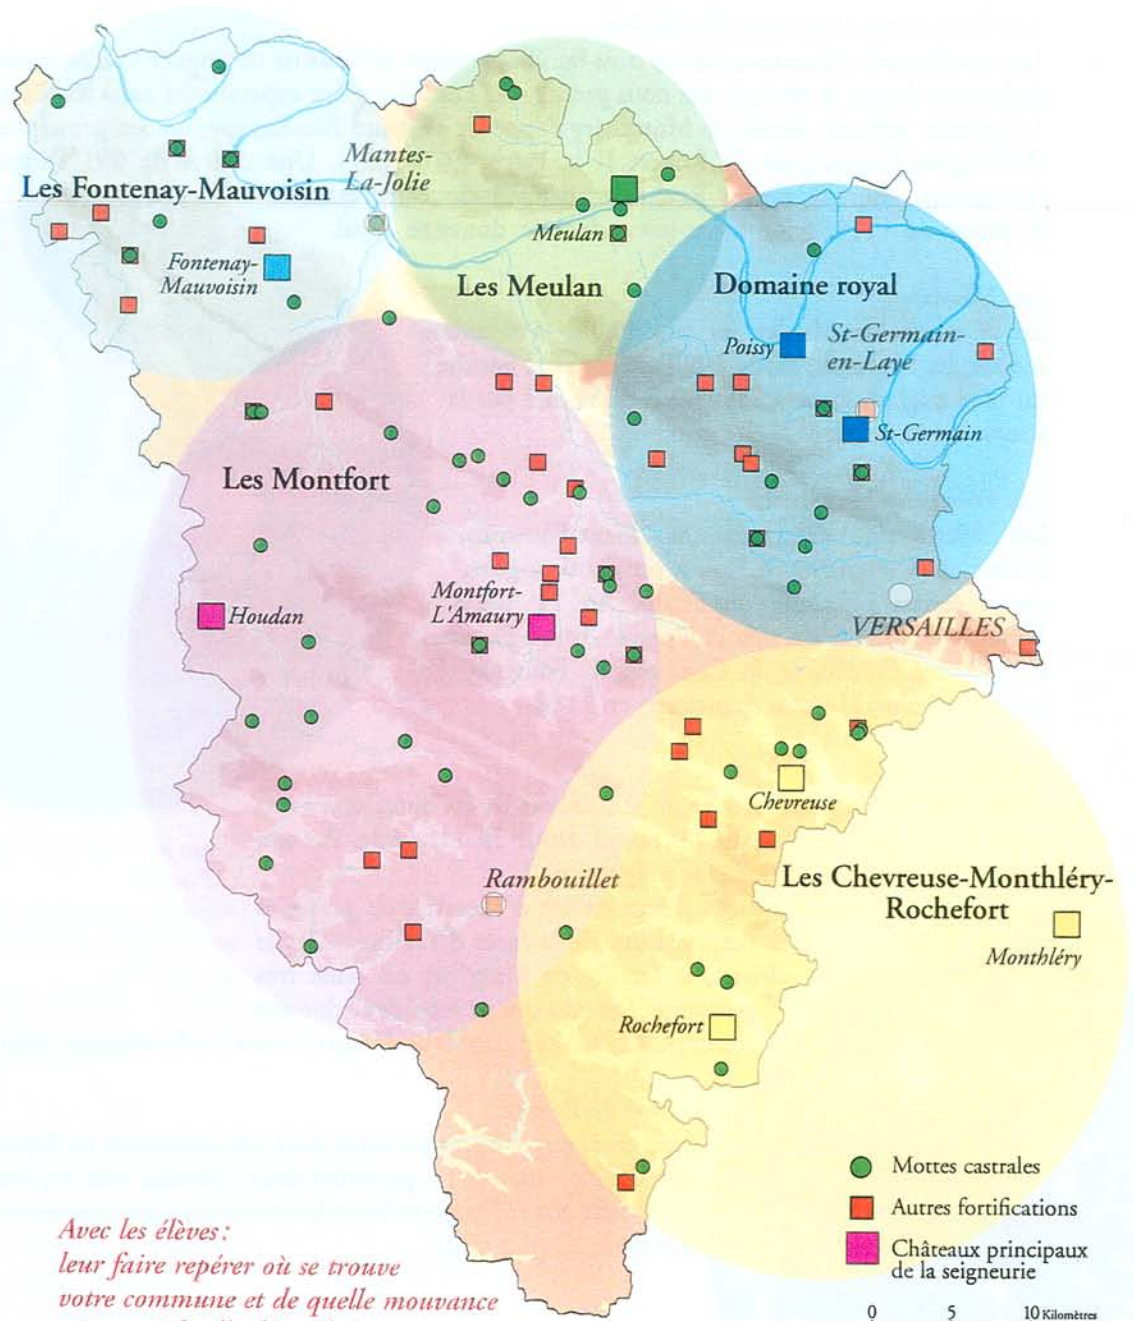 Mantes-
La-Jolie
Les Fontenay-Mauvoisin
Meulan
Fontenay-
Mauvoisin
Les Meulan
Domaine royal
Poissy
St-Germain-
en-Laye
St-Germain
Les Montfort
Montfort-
L'Amaury
Houdan
VERSAILLES
Chevreuse
Les Chevreuse-Monthléry-
Rochefort
Rambouillet
Monthléry
Rochefort
Mottes castrales
Autres fortifications
Châteaux principaux
de la seigneurie
0 5 10 Kilomètres
Avec les élèves :
leur faire repérer où se trouve
votre commune et de quelle mouvance